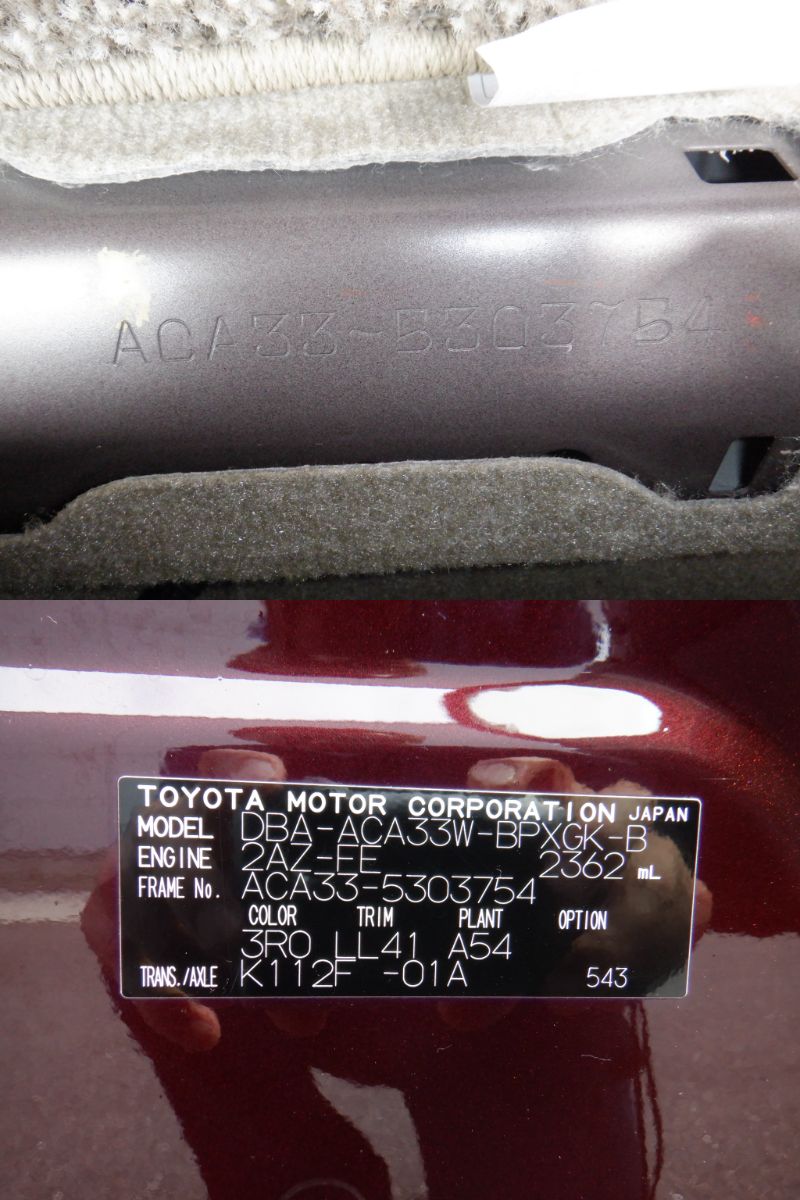 ACA33-5303754
TOYOTA MOTOR CORPORATION JAPAN
MODEL DBA-ACA33W-BPXGK-B
ENGINE 2AZ-FE 2362 mL
FRAME No. ACA33-5303754
COLOR TRIM PLANT OPTION
3R0 LL41 A54
TRANS./AXLE K112F -01A 543